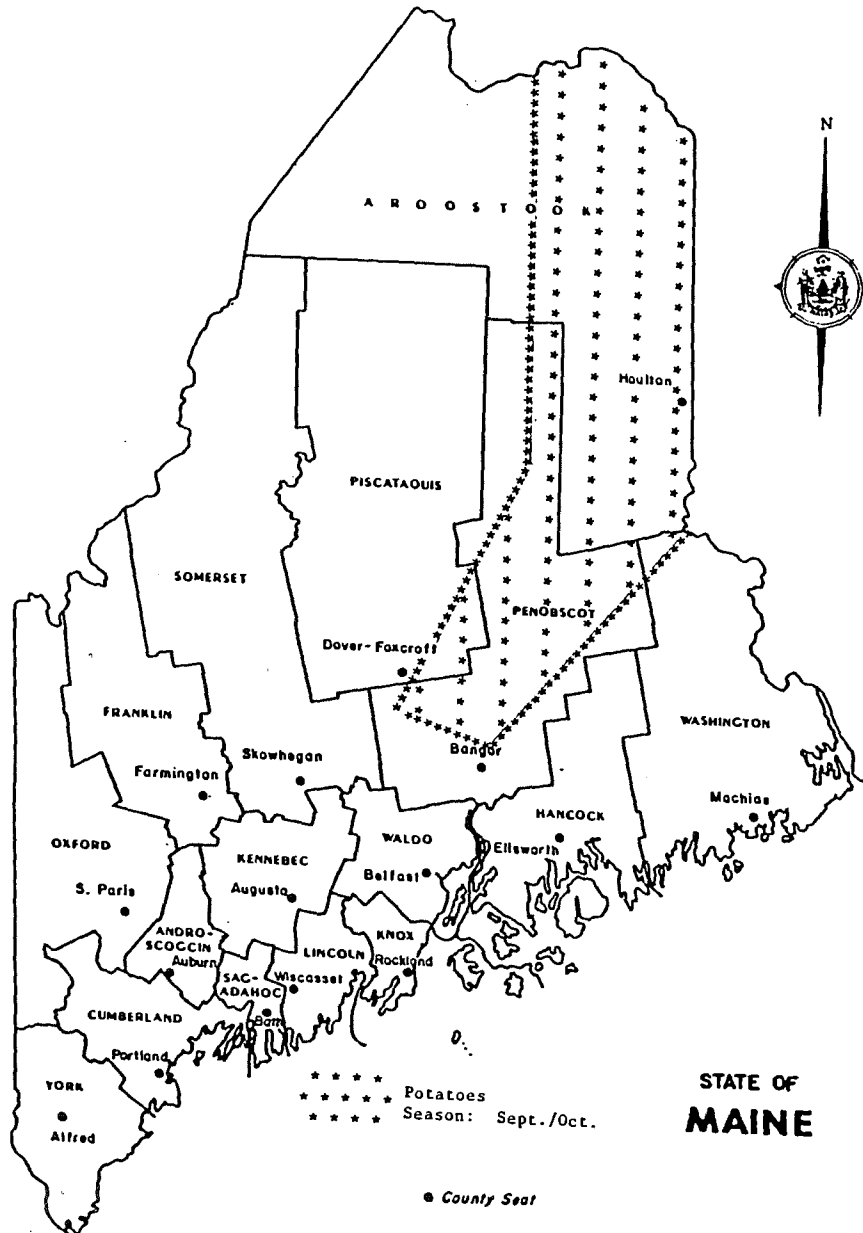 N
A R O O S T O O K
Houlton
PISCATAQUIS
SOMERSET
PENOBSCOT
Dover-Foxcroft
FRANKLIN
WASHINGTON
Skowhegan
Bangor
Farmington
Machias
HANCOCK
OXFORD
WALDO
Ellsworth
KENNEBEC
Belfast
S. Paris
Augusta
ANDRO-
SCOGGIN
KNOX
Auburn
LINCOLN
Rockland
SAG-
ADAHOC
Wiscasset
CUMBERLAND
Bath
Portland
YORK
Alfred
Potatoes
Season: Sept./Oct.
STATE OF
MAINE
County Seat